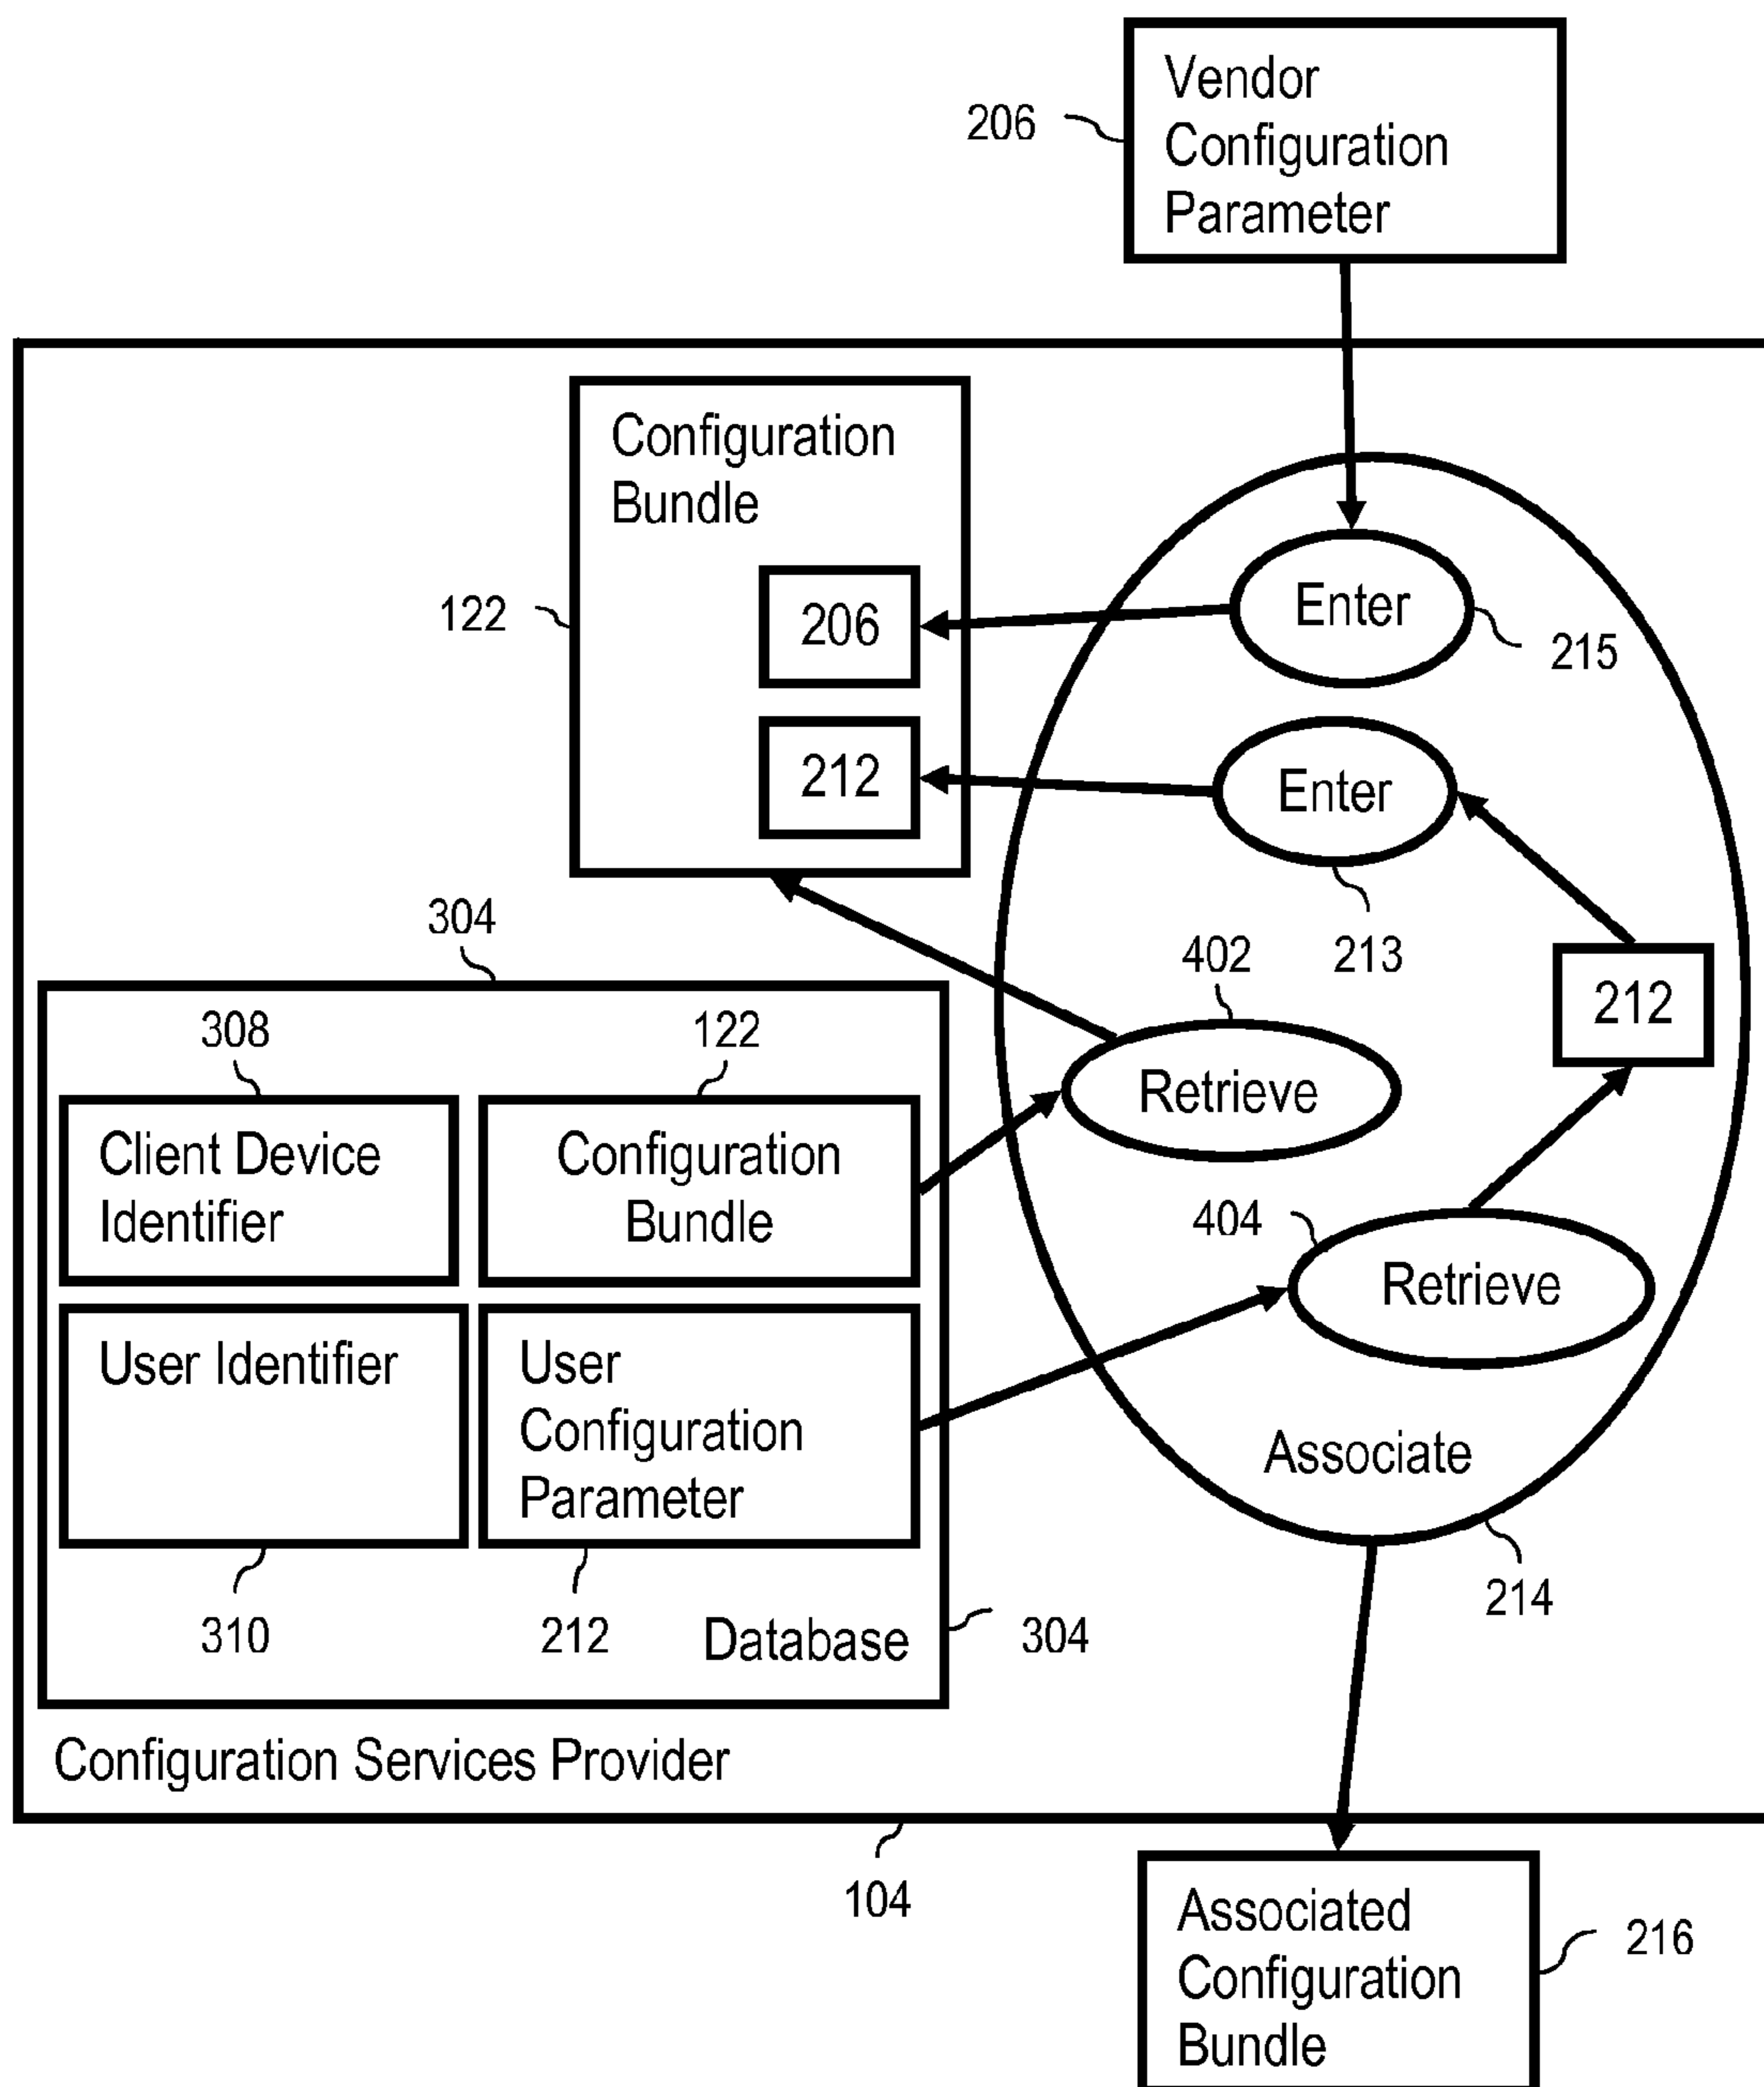 Vendor
Configuration
Parameter
206
Configuration
Bundle
122
206
Enter
215
212
Enter
213
304
402
212
308
122
Retrieve
Client Device
Identifier
Configuration
Bundle
404
Retrieve
User Identifier
User
Configuration
Parameter
Associate
214
310
212
Database
304
Configuration Services Provider
104
Associated
Configuration
Bundle
216